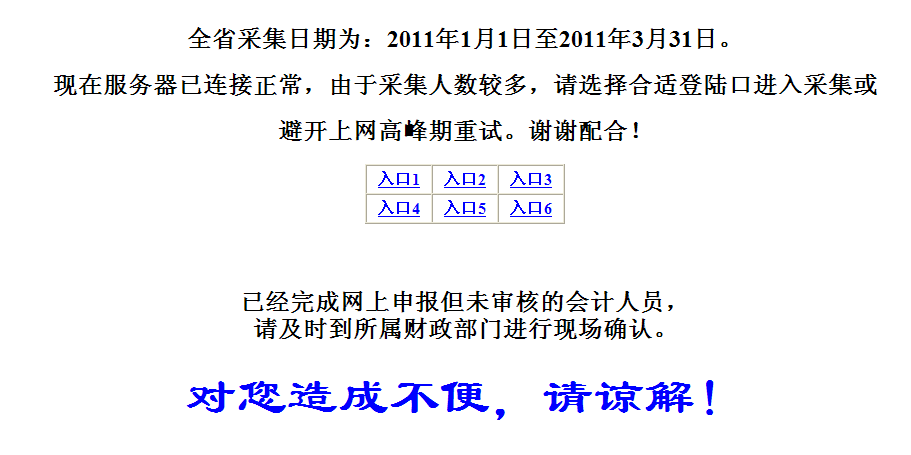 全省采集日期为：2011年1月1日至2011年3月31日。
现在服务器已连接正常，由于采集人数较多，请选择合适登陆口进入采集或
避开上网高峰期重试。谢谢配合！
入口1 入口2 入口3
入口4 入口5 入口6
已经完成网上申报但未审核的会计人员，
请及时到所属财政部门进行现场确认。
对您造成不便，请谅解！